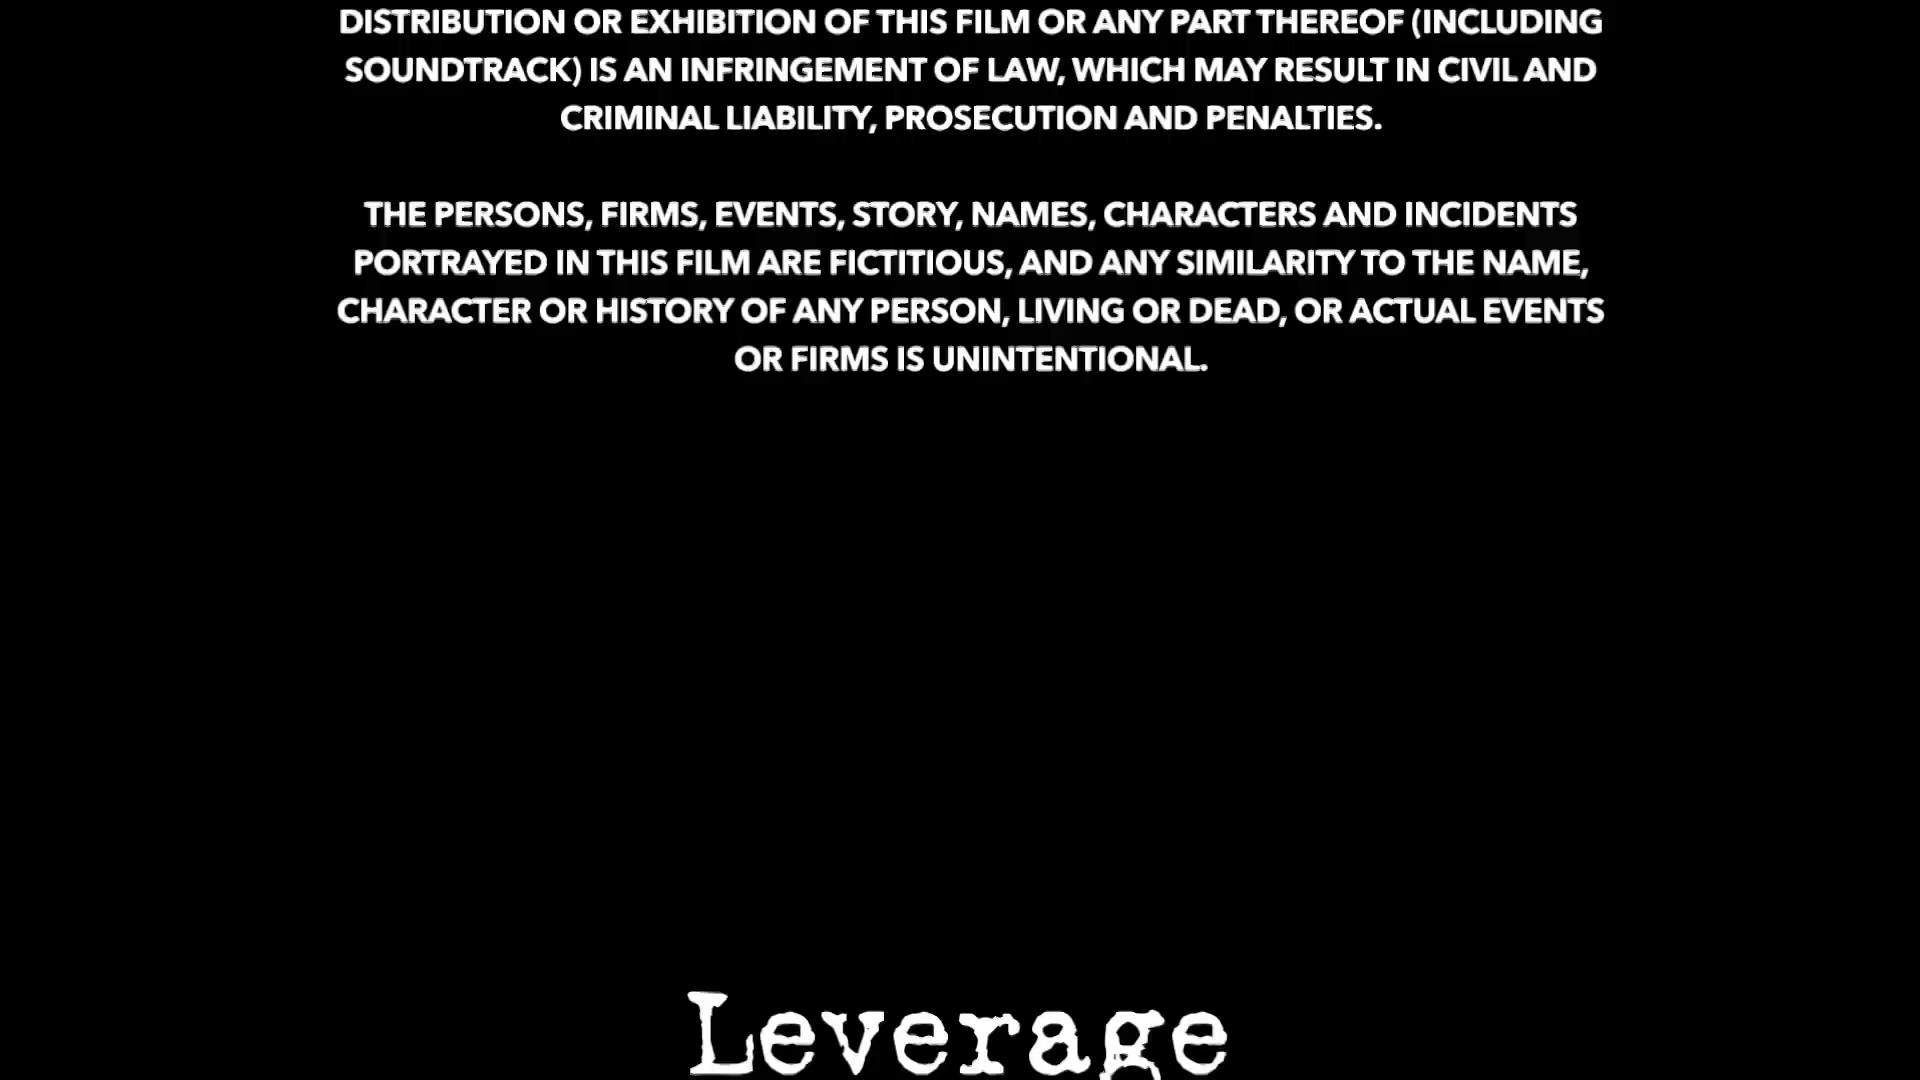 DISTRIBUTION OR EXHIBITION OF THIS FILM OR ANY PART THEREOF (INCLUDING
SOUNDTRACK) IS AN INFRINGEMENT OF LAW, WHICH MAY RESULT IN CIVIL AND
CRIMINAL LIABILITY, PROSECUTION AND PENALTIES.
THE PERSONS, FIRMS, EVENTS, STORY, NAMES, CHARACTERS AND INCIDENTS
PORTRAYED IN THIS FILM ARE FICTITIOUS, AND ANY SIMILARITY TO THE NAME,
CHARACTER OR HISTORY OF ANY PERSON, LIVING OR DEAD, OR ACTUAL EVENTS
OR FIRMS IS UNINTENTIONAL.
Leverage